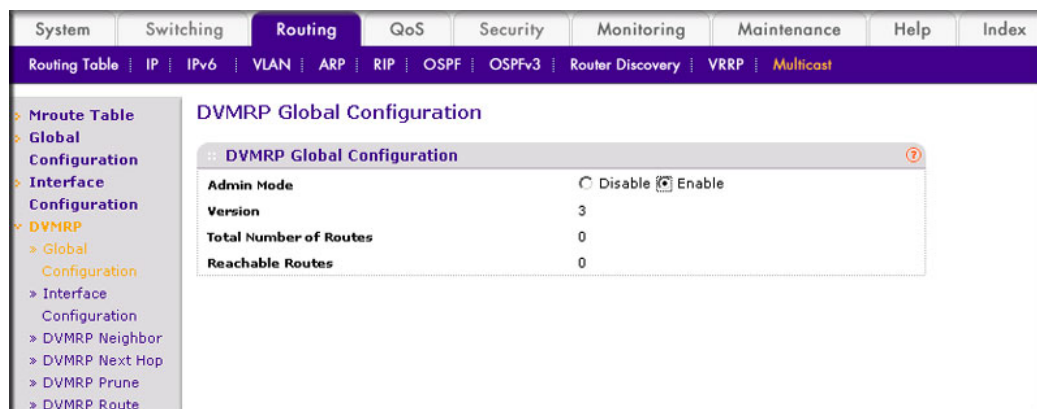 System Switching Routing QoS Security Monitoring Maintenance Help Index
Routing Table IP IPv6 VLAN ARP RIP OSPF OSPFv3 Router Discovery VRRP Multicast
Mroute Table
Global
Configuration
Interface
Configuration
DVMRP
» Global
Configuration
» Interface
Configuration
» DVMRP Neighbor
» DVMRP Next Hop
» DVMRP Prune
» DVMRP Route
DVMRP Global Configuration
DVMRP Global Configuration ?
Admin Mode Disable Enable
Version 3
Total Number of Routes 0
Reachable Routes 0